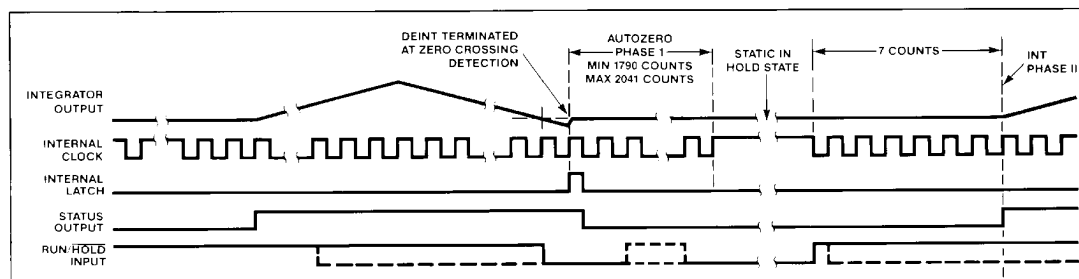 DEINT TERMINATED
AT ZERO CROSSING
DETECTION
AUTOZERO
PHASE 1
MIN 1790 COUNTS
MAX 2041 COUNTS
STATIC IN
HOLD STATE
7 COUNTS
INT
PHASE II
INTEGRATOR
OUTPUT
INTERNAL
CLOCK
INTERNAL
LATCH
STATUS
OUTPUT
RUN/HOLD
INPUT